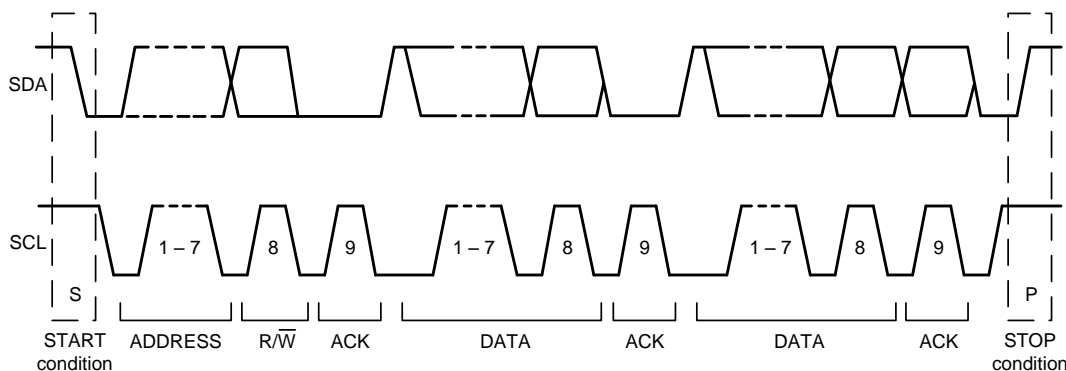 SDA
SCL
1 – 7
8
9
1 – 7
8
9
1 – 7
8
9
S
P
START
condition
ADDRESS
R/W̅
ACK
DATA
ACK
DATA
ACK
STOP
condition